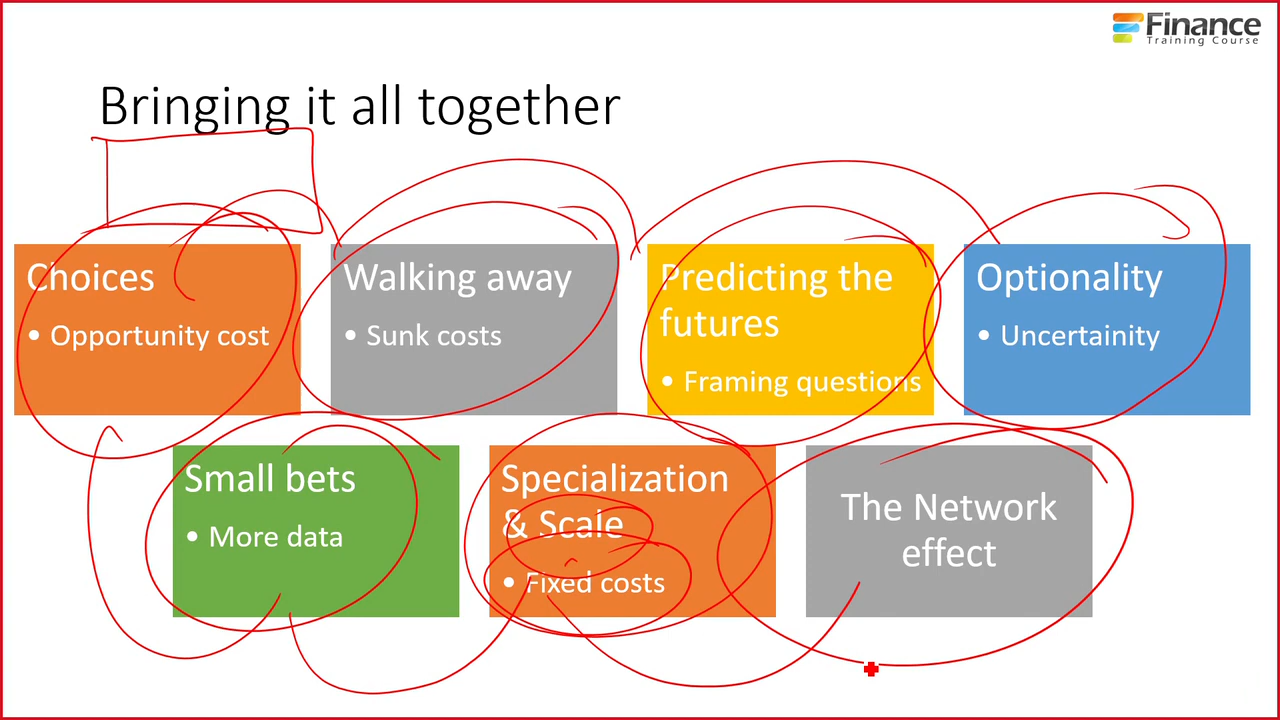 Finance
Training Course
Bringing it all together
Choices
• Opportunity cost
Walking away
• Sunk costs
Predicting the
futures
• Framing questions
Optionality
• Uncertainity
Small bets
• More data
Specialization
& Scale
• Fixed costs
The Network
effect